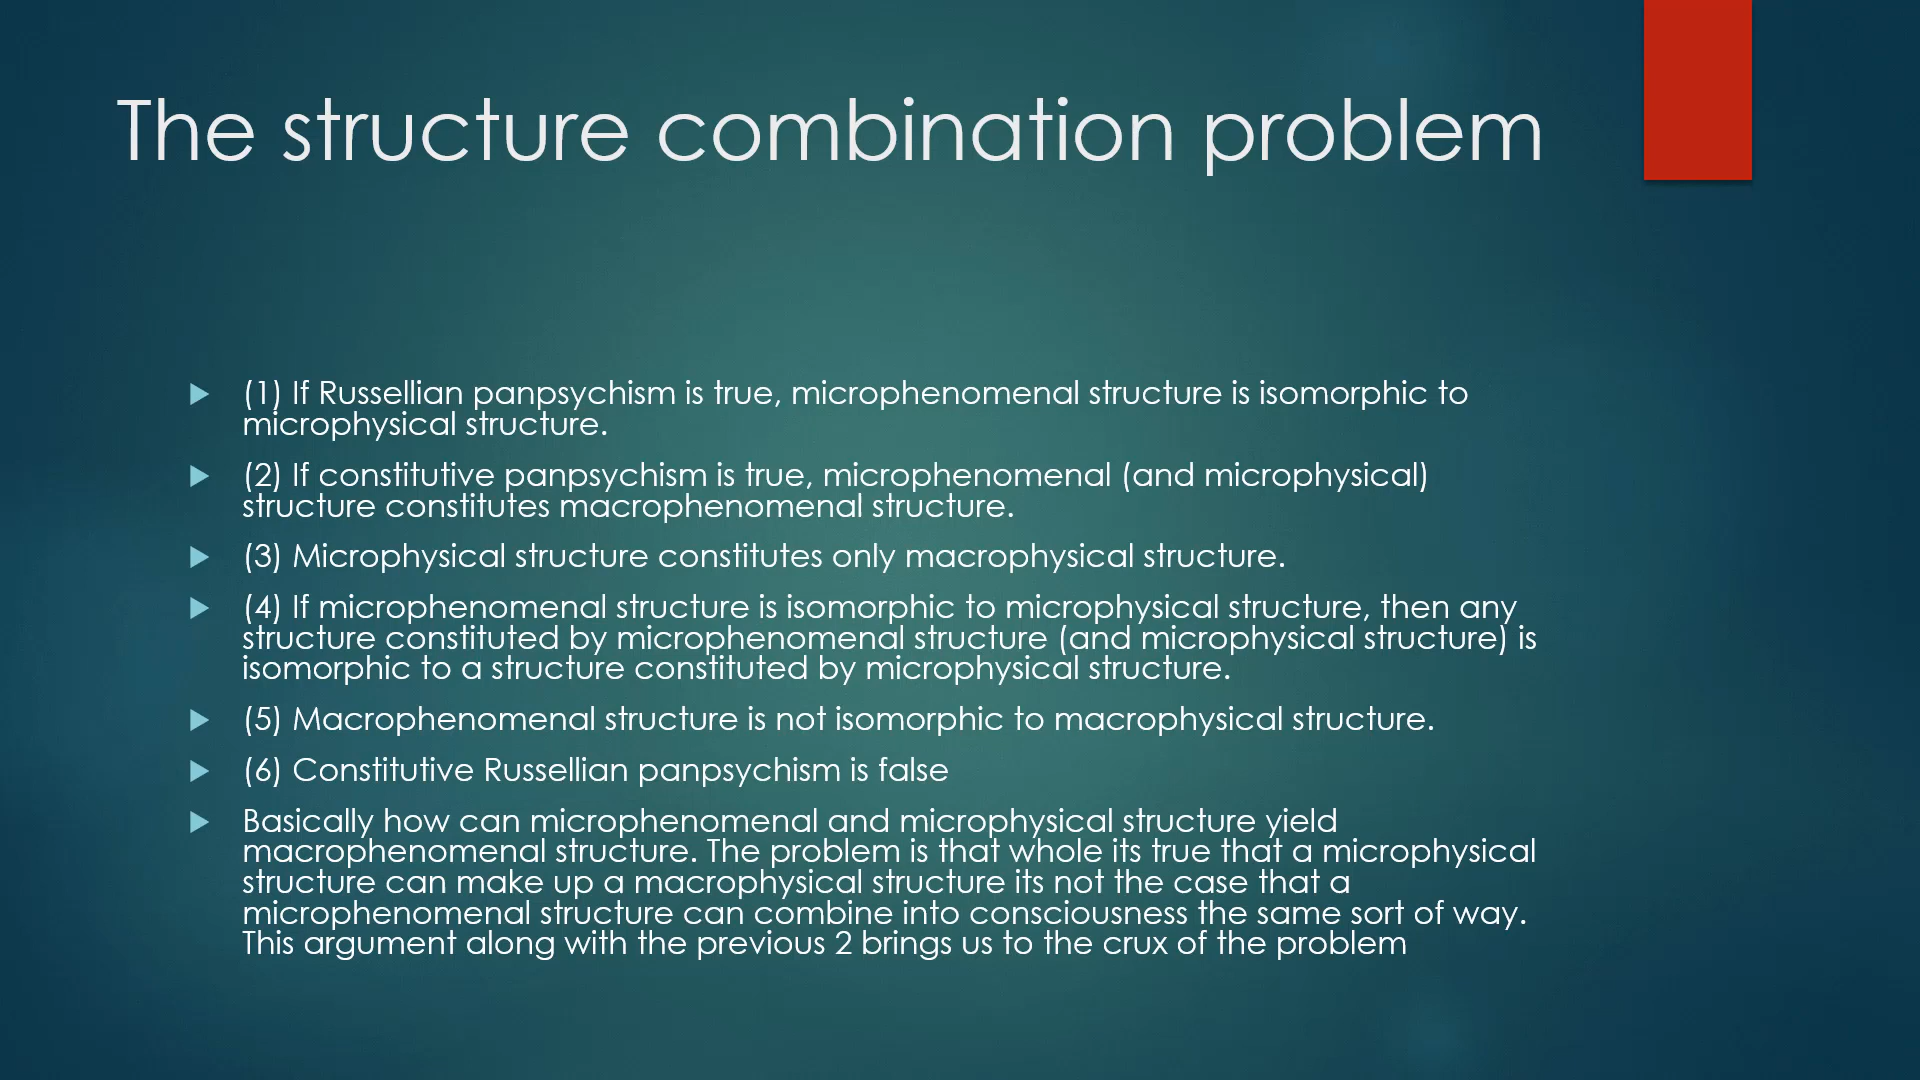 The structure combination problem
(1) If Russellian panpsychism is true, microphenomenal structure is isomorphic to
microphysical structure.
(2) If constitutive panpsychism is true, microphenomenal (and microphysical)
structure constitutes macrophenomenal structure.
(3) Microphysical structure constitutes only macrophysical structure.
(4) If microphenomenal structure is isomorphic to microphysical structure, then any
structure constituted by microphenomenal structure (and microphysical structure) is
isomorphic to a structure constituted by microphysical structure.
(5) Macrophenomenal structure is not isomorphic to macrophysical structure.
(6) Constitutive Russellian panpsychism is false
Basically how can microphenomenal and microphysical structure yield
macrophenomenal structure. The problem is that whole its true that a microphysical
structure can make up a macrophysical structure its not the case that a
microphenomenal structure can combine into consciousness the same sort of way.
This argument along with the previous 2 brings us to the crux of the problem